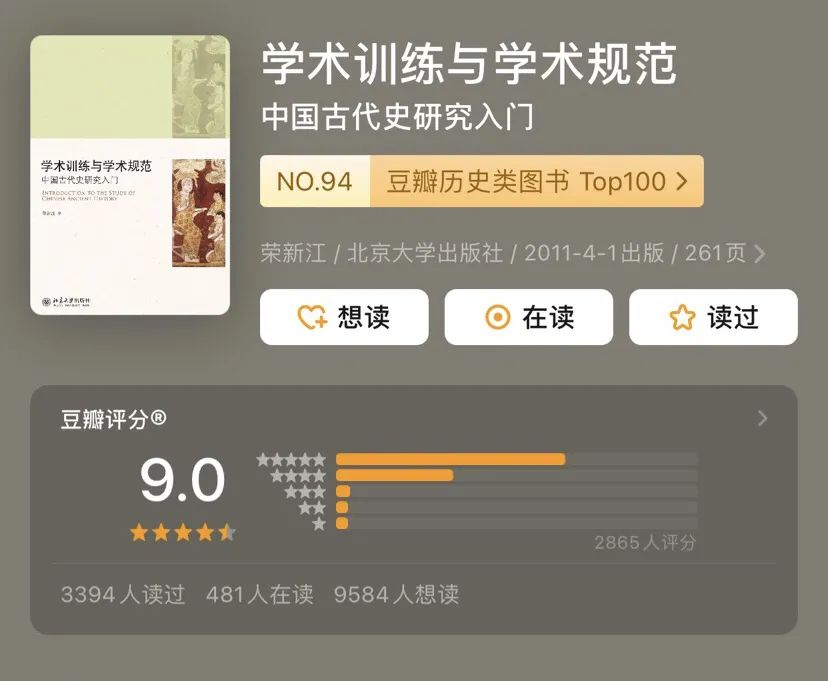 学术训练与学术规范
中国古代史研究入门
NO.94 豆瓣历史类图书 Top100
荣新江 / 北京大学出版社 / 2011-4-1出版 / 261页
想读 在读 读过
学术训练与学术规范
中国古代史研究入门
INTRODUCTION TO THE STUDY OF
CHINESE ANCIENT HISTORY
荣新江 著
北京大学出版社
豆瓣评分®
9.0
2865人评分
3394人读过 481人在读 9584人想读